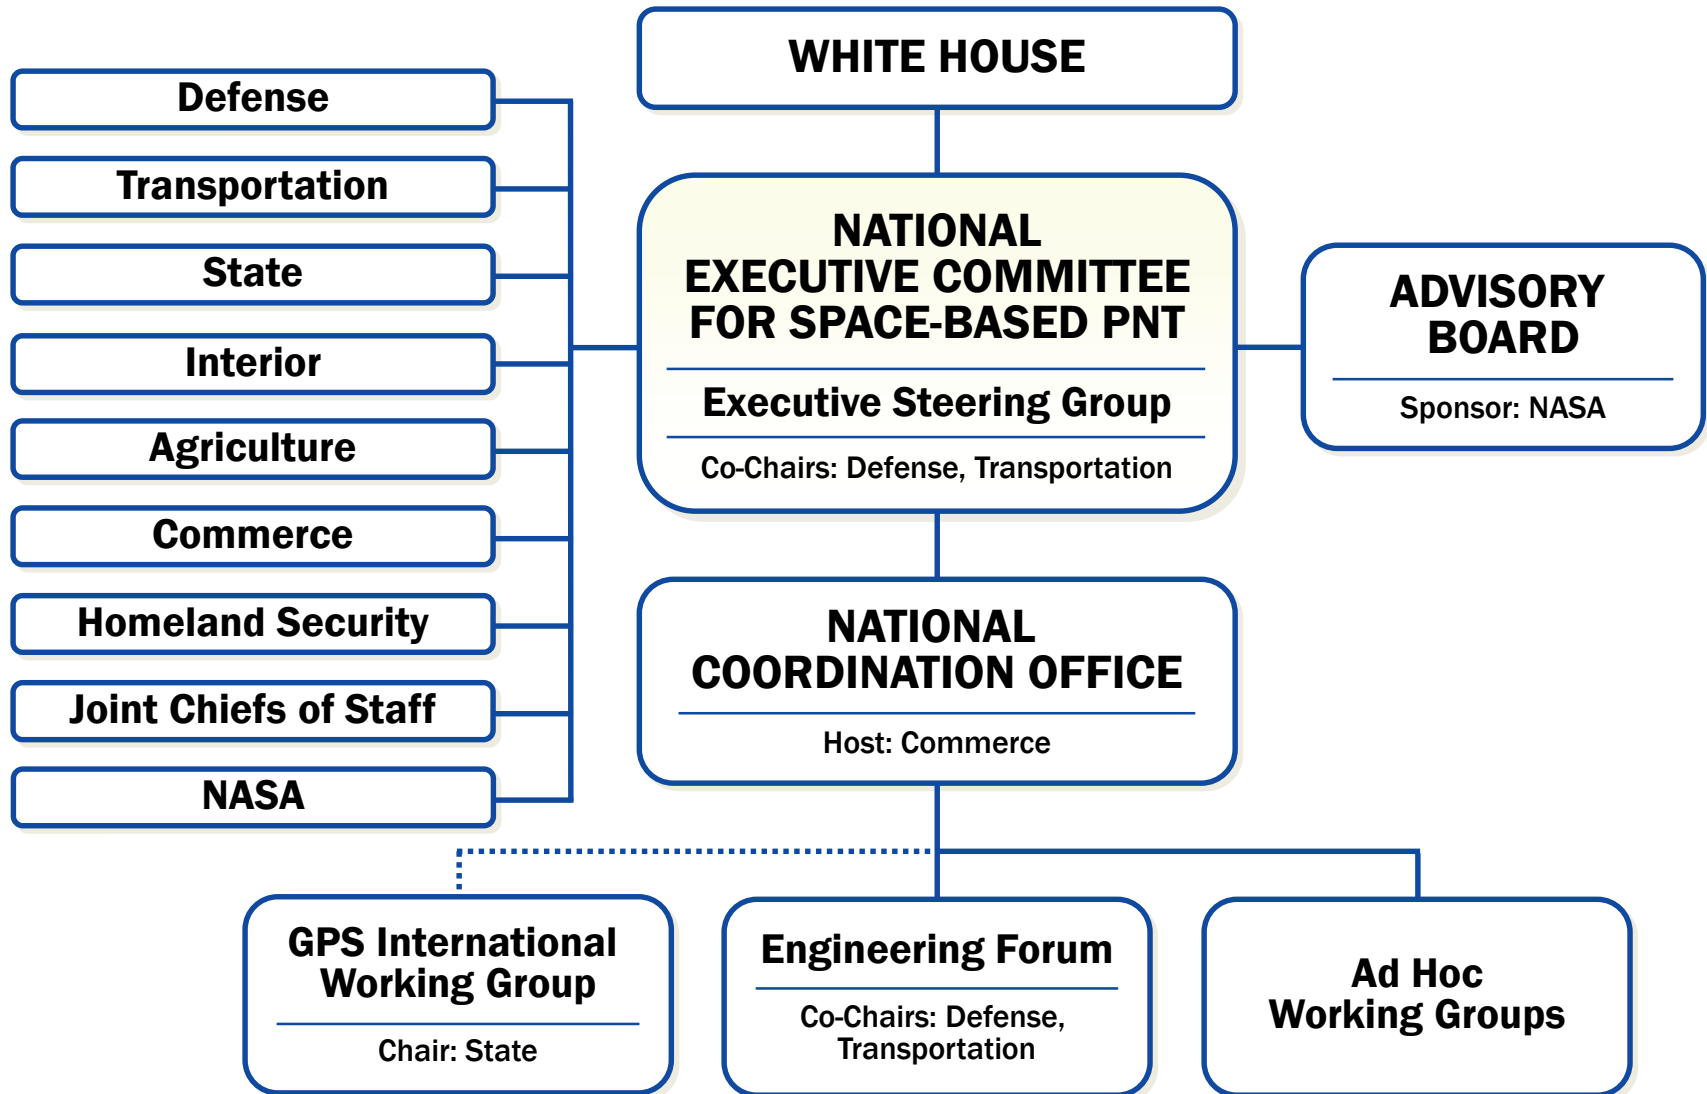 WHITE HOUSE
Defense
Transportation
State
Interior
Agriculture
Commerce
Homeland Security
Joint Chiefs of Staff
NASA
NATIONAL
EXECUTIVE COMMITTEE
FOR SPACE-BASED PNT
Executive Steering Group
Co-Chairs: Defense, Transportation
ADVISORY
BOARD
Sponsor: NASA
NATIONAL
COORDINATION OFFICE
Host: Commerce
GPS International
Working Group
Chair: State
Engineering Forum
Co-Chairs: Defense,
Transportation
Ad Hoc
Working Groups